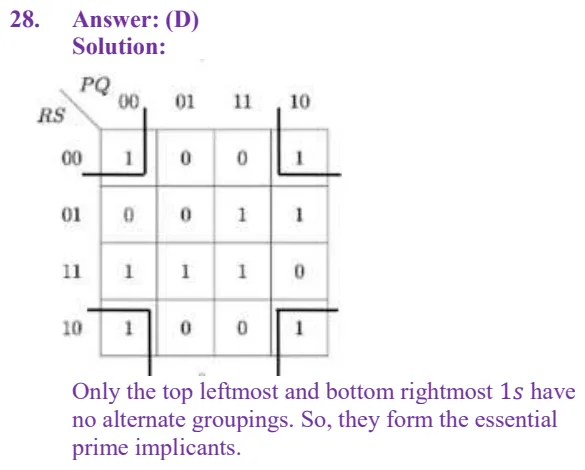 28. Answer: (D)
Solution:
PQ
RS
00 01 11 10
00 1 0 0 1
01 0 0 1 1
11 1 1 1 0
10 1 0 0 1
Only the top leftmost and bottom rightmost 1s have
no alternate groupings. So, they form the essential
prime implicants.